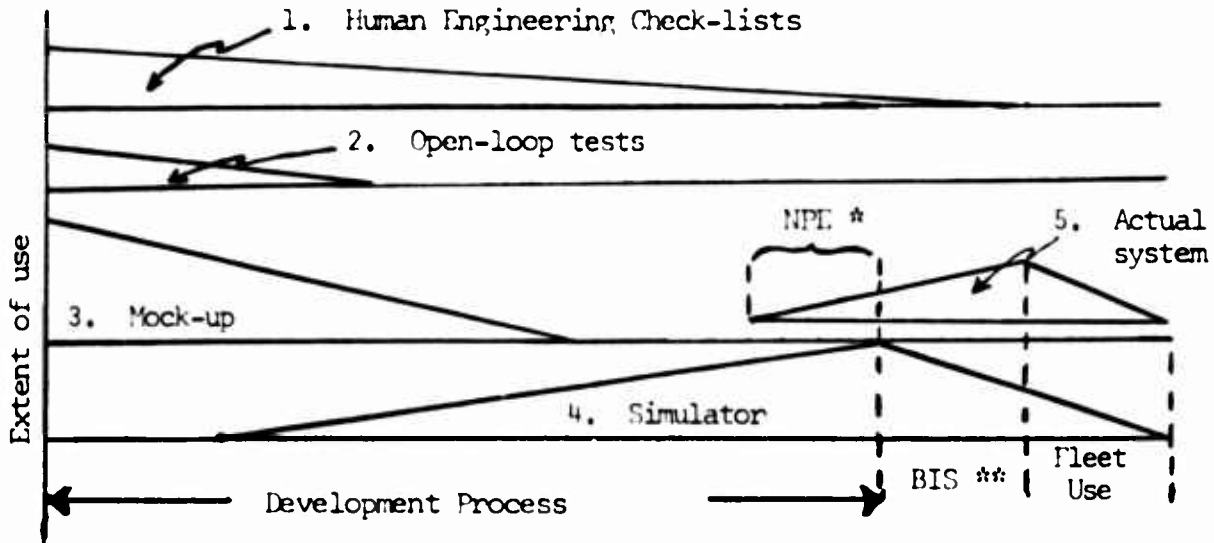 1. Human Engineering Check-lists
2. Open-loop tests
NPE *
5. Actual
system
3. Mock-up
4. Simulator
Extent of use
BIS **
Fleet
Use
Development Process